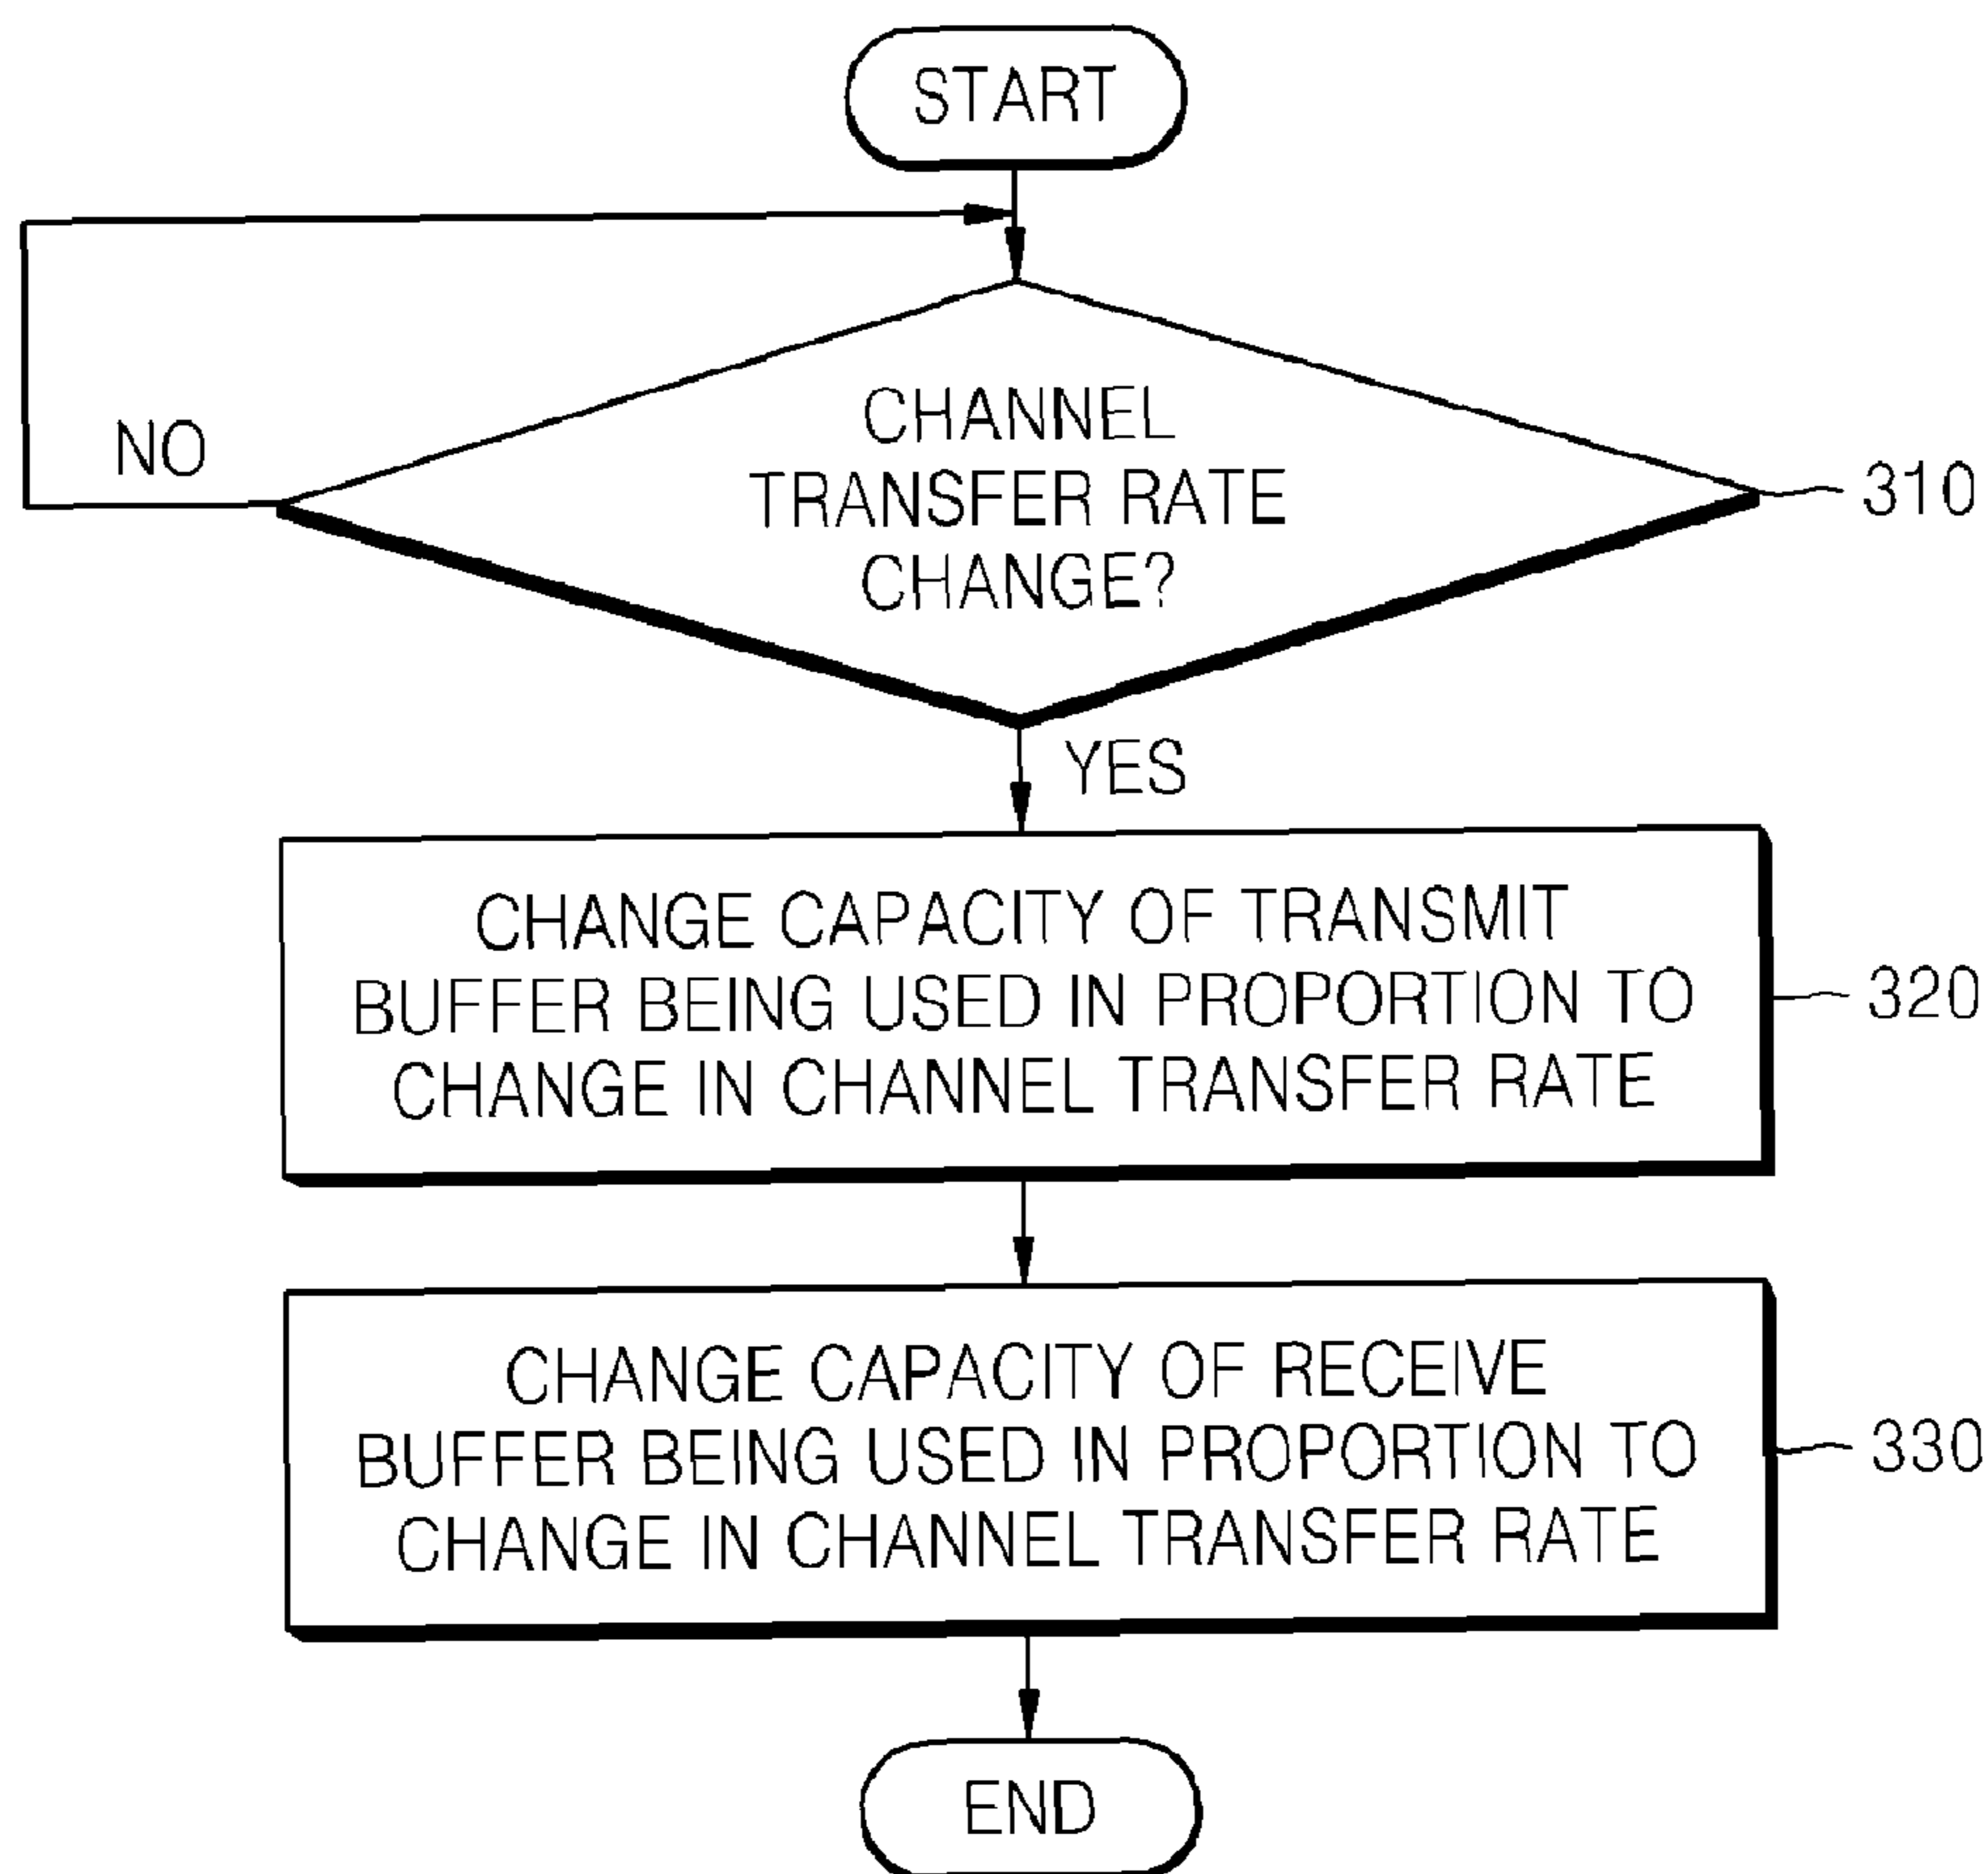 START
CHANNEL
TRANSFER RATE
CHANGE?
NO
310
YES
CHANGE CAPACITY OF TRANSMIT
BUFFER BEING USED IN PROPORTION TO
CHANGE IN CHANNEL TRANSFER RATE
320
CHANGE CAPACITY OF RECEIVE
BUFFER BEING USED IN PROPORTION TO
CHANGE IN CHANNEL TRANSFER RATE
330
END